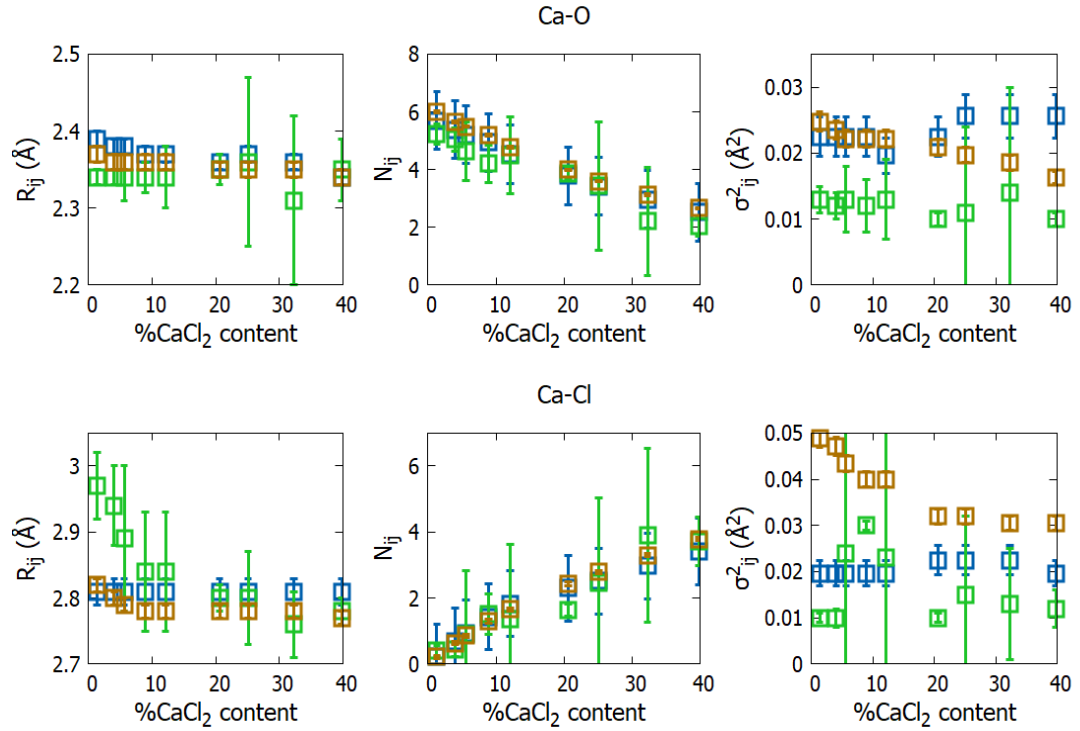 Ca-O
R_ij (Å)
2.5
2.4
2.3
2.2
0 10 20 30 40
%CaCl₂ content
N_ij
8
6
4
2
0
0 10 20 30 40
%CaCl₂ content
σ²_ij (Å²)
0.03
0.02
0.01
0
0 10 20 30 40
%CaCl₂ content
Ca-Cl
R_ij (Å)
3
2.9
2.8
2.7
0 10 20 30 40
%CaCl₂ content
N_ij
6
4
2
0
0 10 20 30 40
%CaCl₂ content
σ²_ij (Å²)
0.05
0.04
0.03
0.02
0.01
0
0 10 20 30 40
%CaCl₂ content